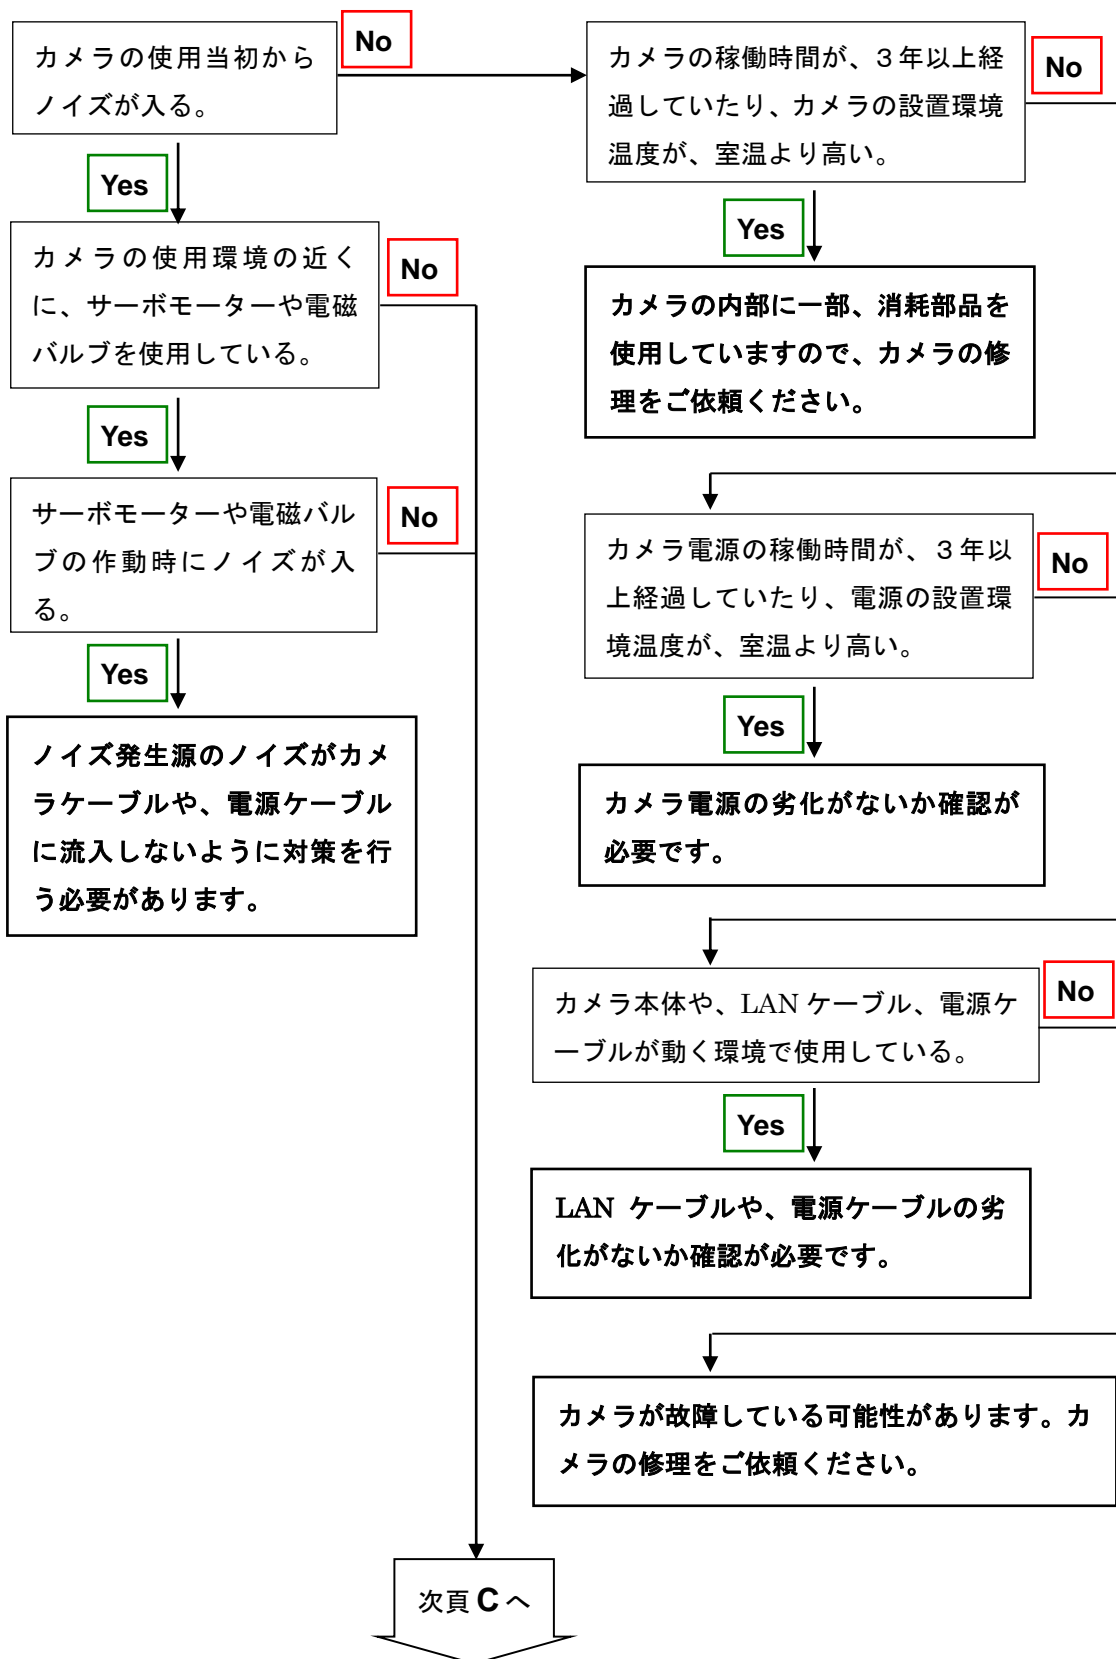 カメラの使用当初から
ノイズが入る。
No
Yes
カメラの使用環境の近く
に、サーボモーターや電磁
バルブを使用している。
No
Yes
サーボモーターや電磁バル
ブの作動時にノイズが入
る。
No
Yes
ノイズ発生源のノイズがカメ
ラケーブルや、電源ケーブル
に流入しないように対策を行
う必要があります。
カメラの稼働時間が、３年以上経
過していたり、カメラの設置環境
温度が、室温より高い。
No
Yes
カメラの内部に一部、消耗部品を
使用していますので、カメラの修
理をご依頼ください。
カメラ電源の稼働時間が、３年以
上経過していたり、電源の設置環
境温度が、室温より高い。
No
Yes
カメラ電源の劣化がないか確認が
必要です。
カメラ本体や、LAN ケーブル、電源ケ
ーブルが動く環境で使用している。
No
Yes
LAN ケーブルや、電源ケーブルの劣
化がないか確認が必要です。
カメラが故障している可能性があります。カ
メラの修理をご依頼ください。
次頁 C へ